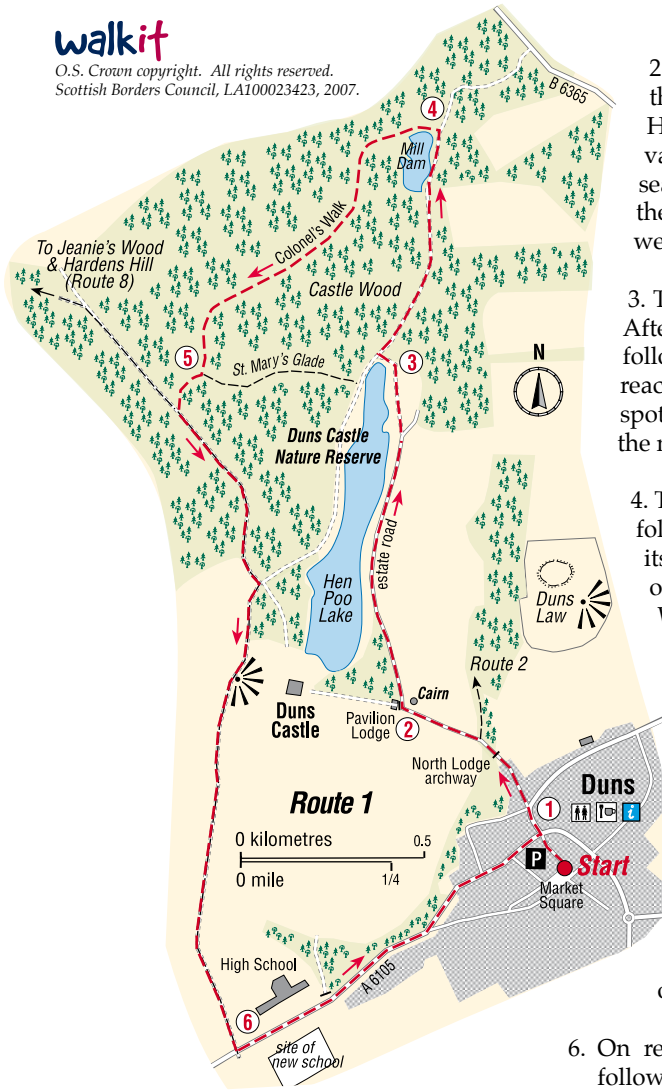 walkit
O.S. Crown copyright. All rights reserved.
Scottish Borders Council, LA100023423, 2007.
B 6365
4
Mill
Dam
Colonel's Walk
To Jeanie's Wood
& Hardens Hill
(Route 8)
Castle Wood
5
St. Mary's Glade
3
N
Duns Castle
Nature Reserve
estate road
Hen
Poo
Lake
Duns
Law
Route 2
Cairn
Duns
Castle
Pavilion
Lodge
2
North Lodge
archway
Route 1
Duns
i
1
0 kilometres 0.5
0 mile 1/4
P
Start
Market
Square
High School
A 6105
6
site of
new school
2
th
H
va
sea
the
we
3. T
After
follo
reac
spot
the r
4. T
fol
its
o
W
o
6. On re
follow